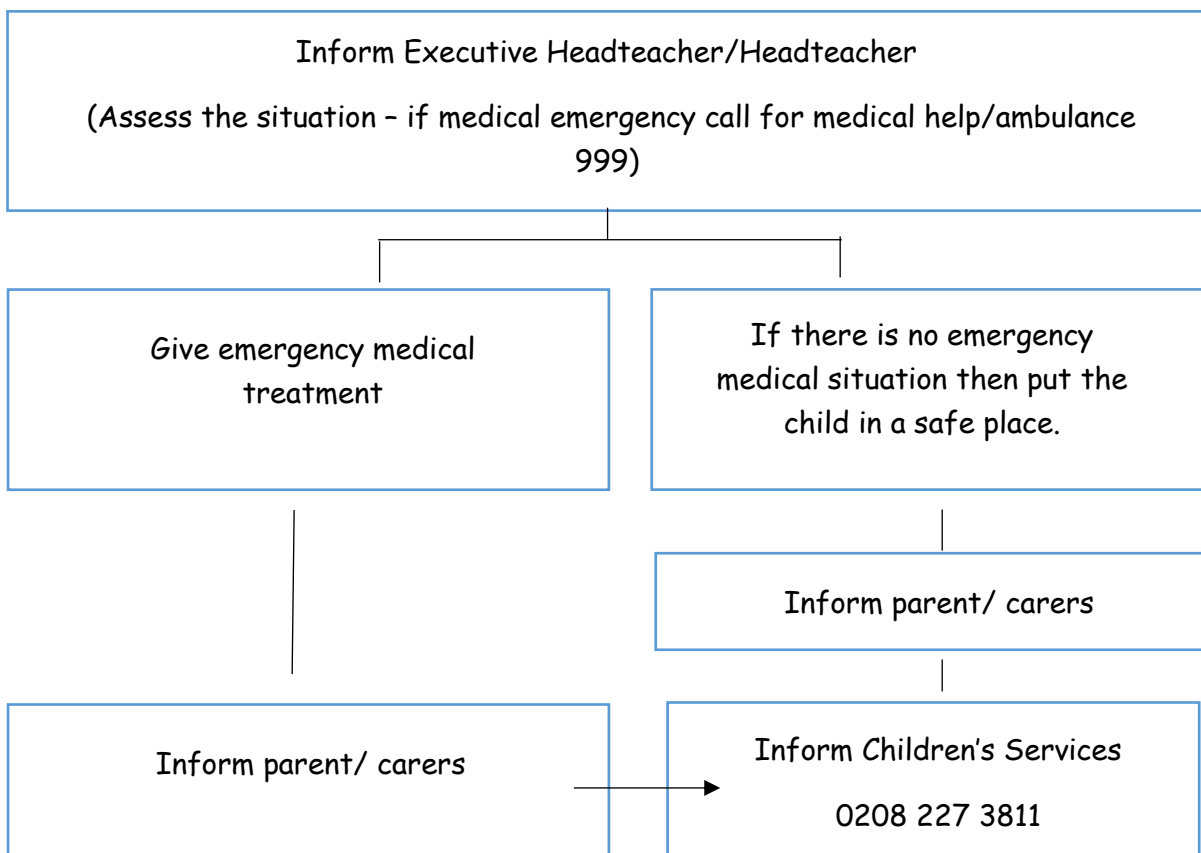 Inform Executive Headteacher/Headteacher
(Assess the situation – if medical emergency call for medical help/ambulance
999)
Give emergency medical
treatment
If there is no emergency
medical situation then put the
child in a safe place.
Inform parent/ carers
Inform parent/ carers
Inform Children’s Services
0208 227 3811